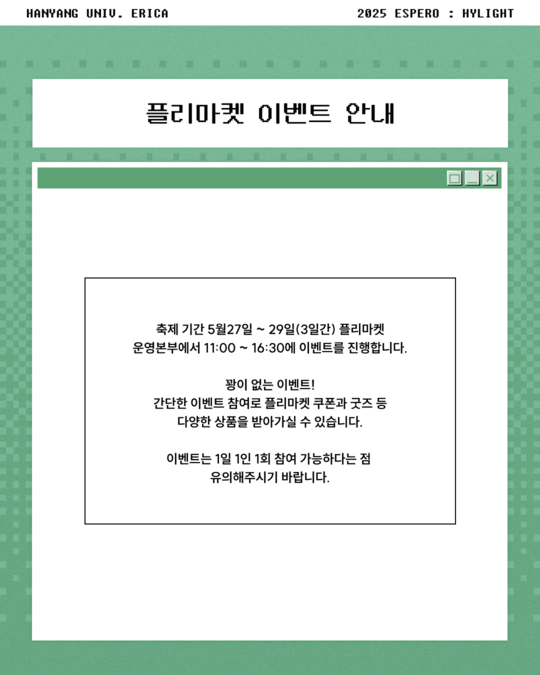 HANYANG UNIV. ERICA
2025 ESPERO : HYLIGHT
플리마켓 이벤트 안내
축제 기간 5월27일 ~ 29일(3일간) 플리마켓
운영본부에서 11:00 ~ 16:30에 이벤트를 진행합니다.
꽝이 없는 이벤트!
간단한 이벤트 참여로 플리마켓 쿠폰과 굿즈 등
다양한 상품을 받아가실 수 있습니다.
이벤트는 1일 1인 1회 참여 가능하다는 점
유의해주시기 바랍니다.